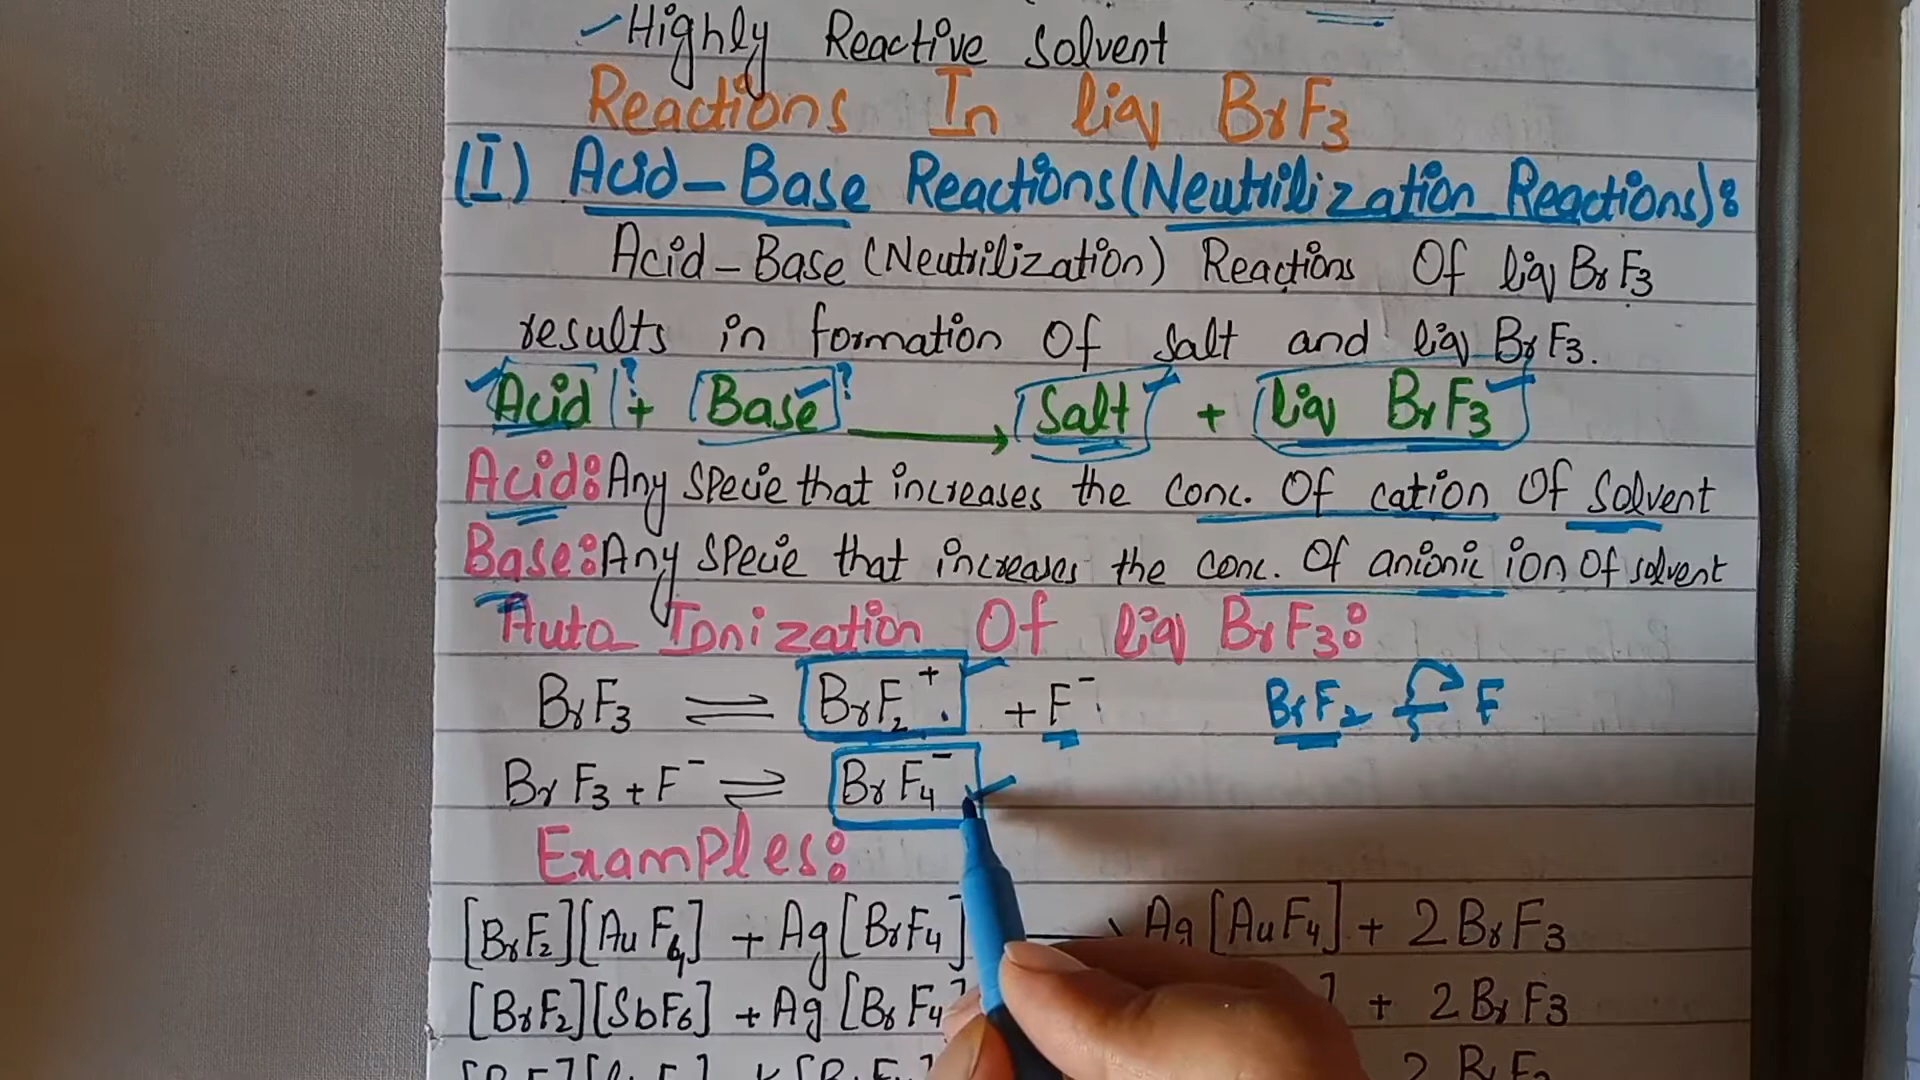 Highly Reactive Solvent
Reactions In liq BrF3
(I) Acid-Base Reactions (Neutrilization Reactions):
Acid-Base (Neutrilization) Reactions Of liq BrF3
results in formation Of Salt and liq BrF3.
Acid ? + Base ? → Salt + liq BrF3
Acid: Any specie that increases the conc. Of cation Of Solvent
Base: Any specie that increases the conc. Of anionic ion Of solvent
Auto Ionization Of liq BrF3:
BrF3 ⇌ BrF2+ + F- BrF2 F
BrF3 + F- ⇌ BrF4-
Examples:
[BrF2][AuF4] + Ag[BrF4] → Ag[AuF4] + 2BrF3
[BrF2][SbF6] + Ag[BrF4] + 2BrF3